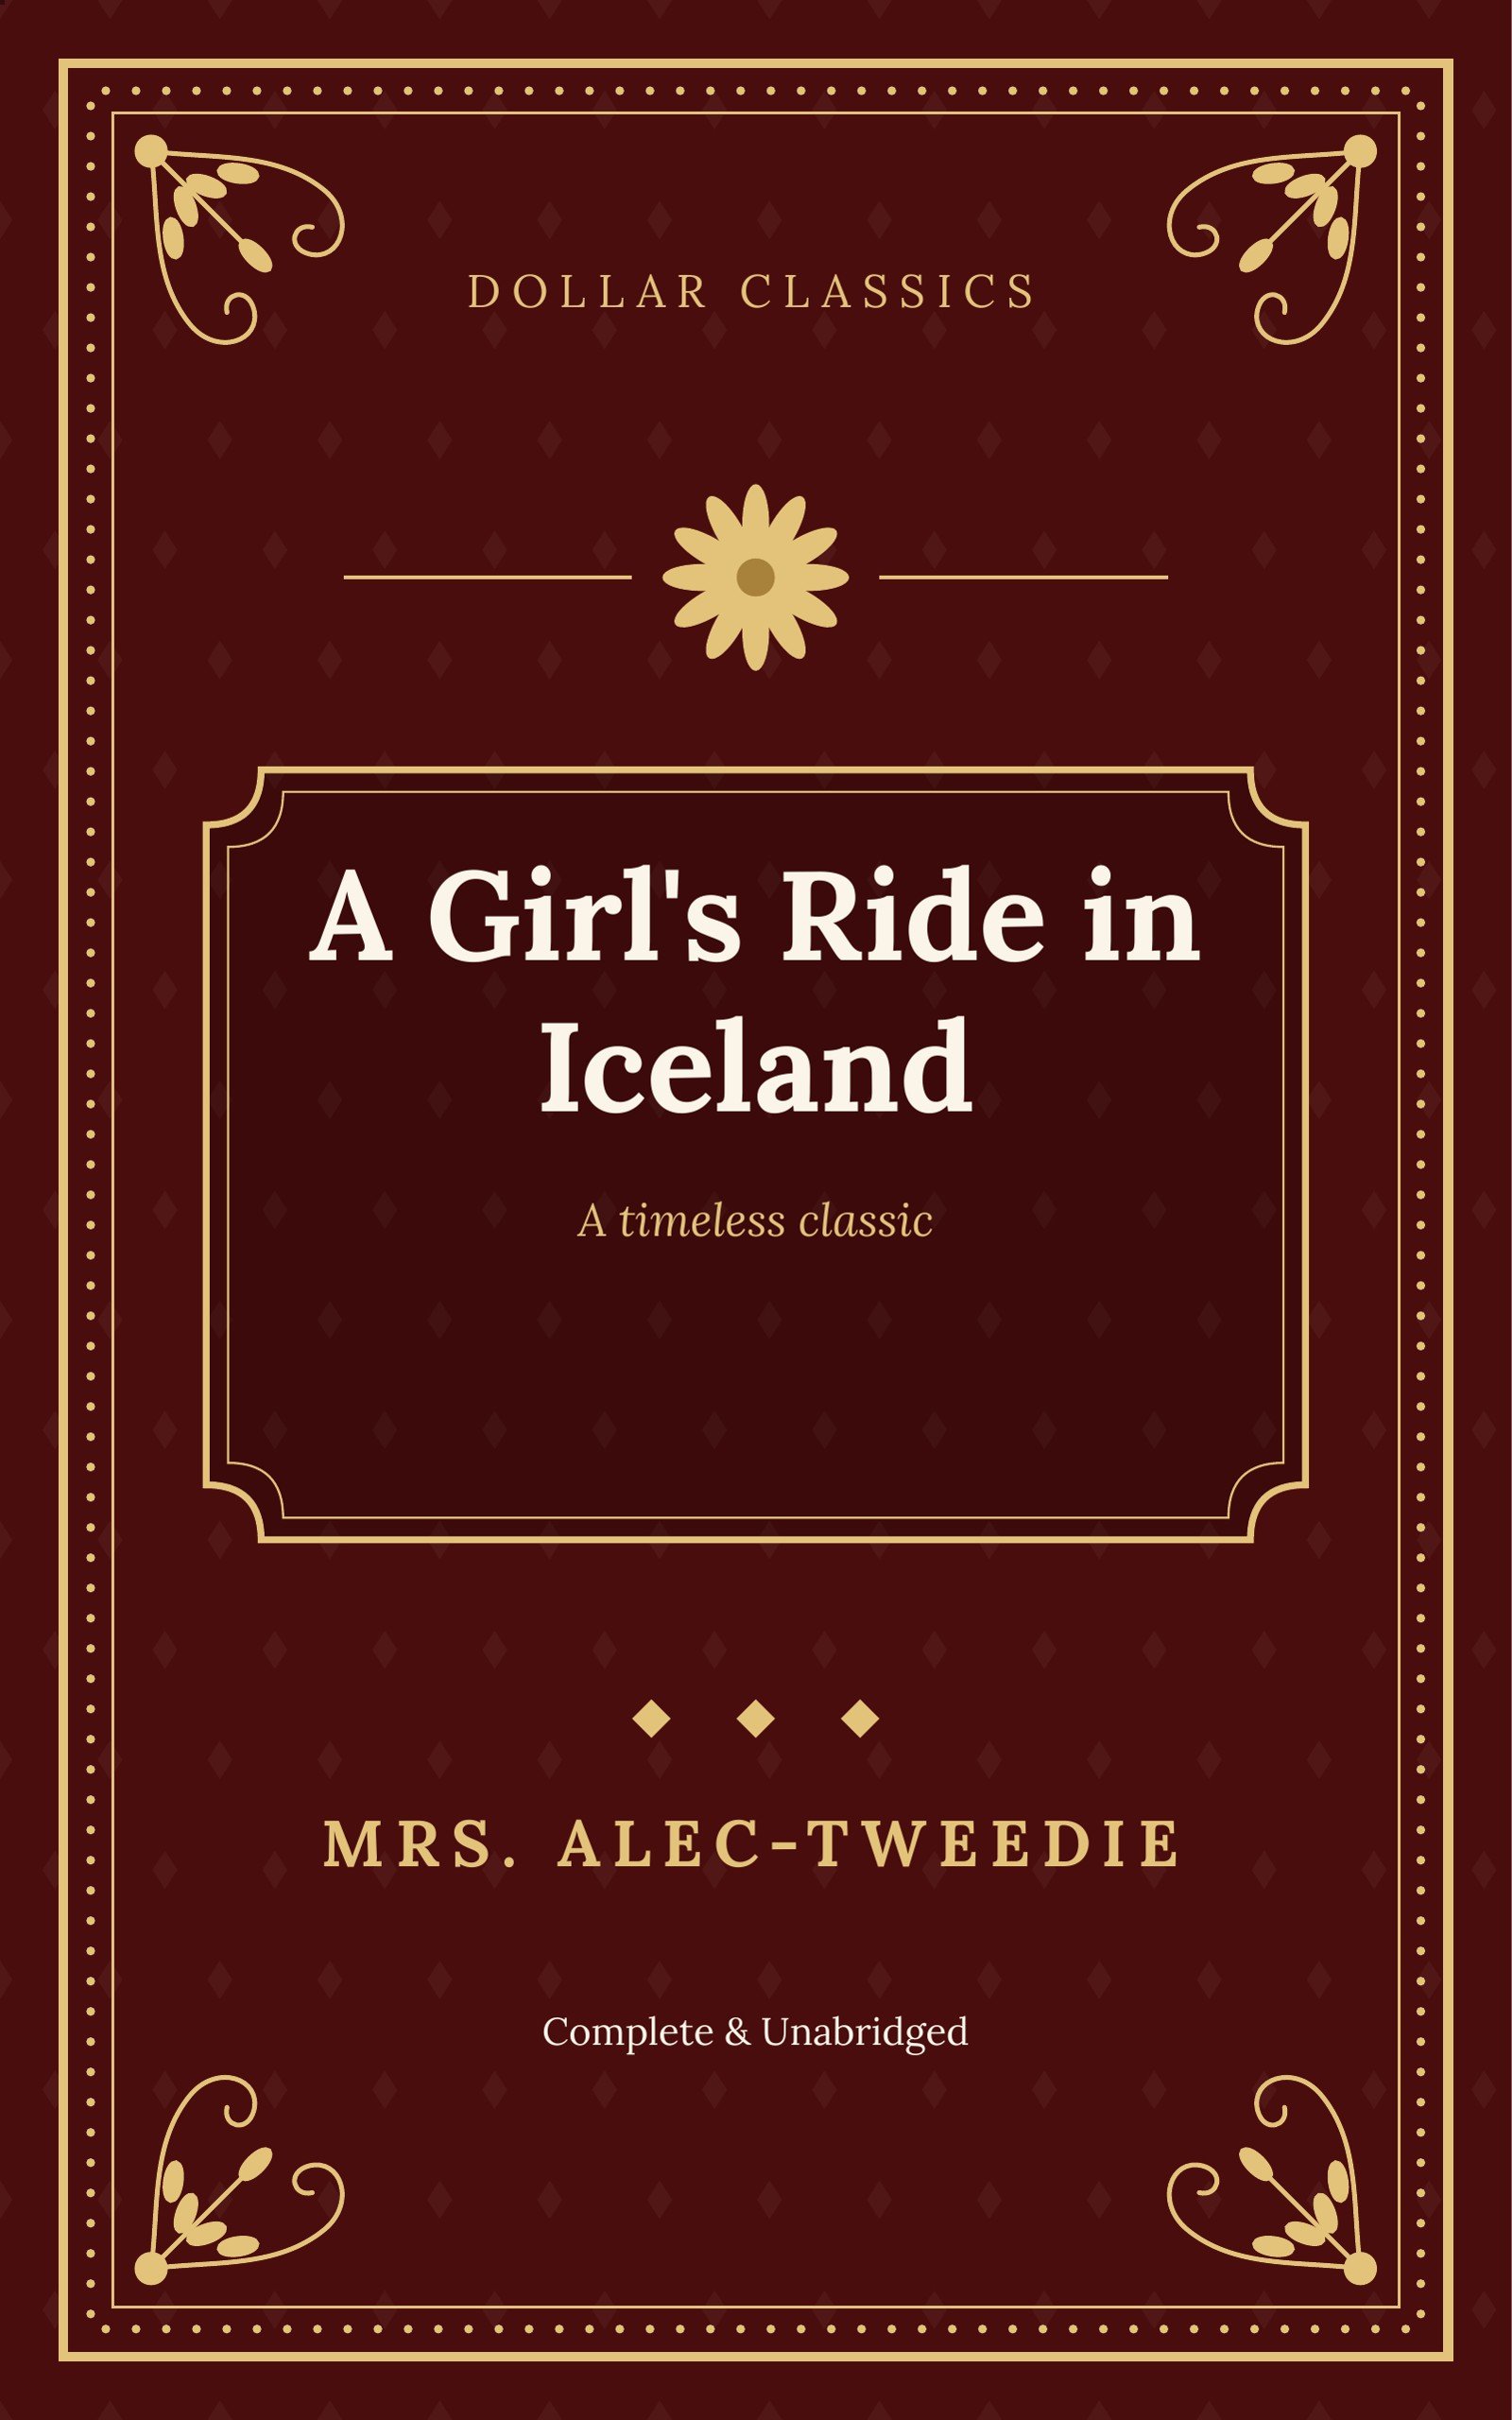 DOLLAR CLASSICS
A Girl's Ride in
Iceland
A timeless classic
MRS. ALEC-TWEEDIE
Complete & Unabridged